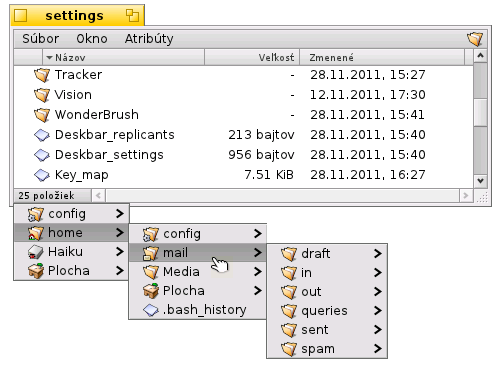 settings
Súbor Okno Atribúty
Názov Veľkosť Zmenené
Tracker - 28.11.2011, 15:27
Vision - 12.11.2011, 17:30
WonderBrush - 28.11.2011, 15:41
Deskbar_replicants 213 bajtov 28.11.2011, 15:40
Deskbar_settings 956 bajtov 28.11.2011, 15:40
Key_map 7.51 KiB 28.11.2011, 16:27
25 položiek
config
home
Haiku
Plocha
config
mail
Media
Plocha
.bash_history
draft
in
out
queries
sent
spam